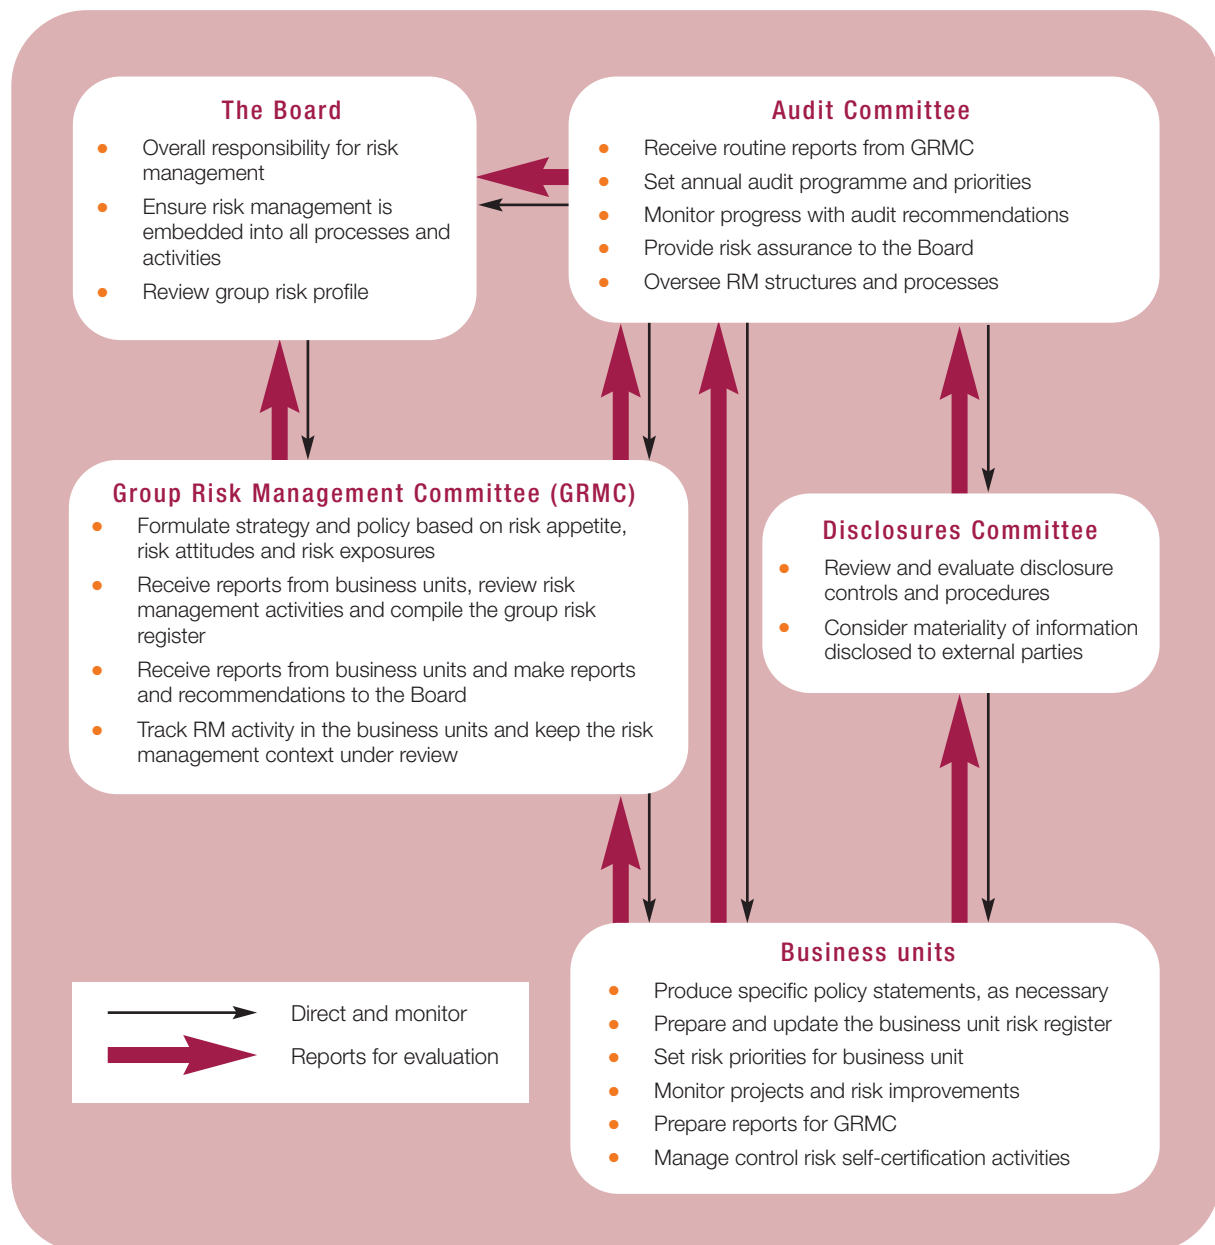 The Board
Overall responsibility for risk
management
Ensure risk management is
embedded into all processes and
activities
Review group risk profile
Audit Committee
Receive routine reports from GRMC
Set annual audit programme and priorities
Monitor progress with audit recommendations
Provide risk assurance to the Board
Oversee RM structures and processes
Group Risk Management Committee (GRMC)
Formulate strategy and policy based on risk appetite,
risk attitudes and risk exposures
Receive reports from business units, review risk
management activities and compile the group risk
register
Receive reports from business units and make reports
and recommendations to the Board
Track RM activity in the business units and keep the risk
management context under review
Disclosures Committee
Review and evaluate disclosure
controls and procedures
Consider materiality of information
disclosed to external parties
Business units
Produce specific policy statements, as necessary
Prepare and update the business unit risk register
Set risk priorities for business unit
Monitor projects and risk improvements
Prepare reports for GRMC
Manage control risk self-certification activities
Direct and monitor
Reports for evaluation